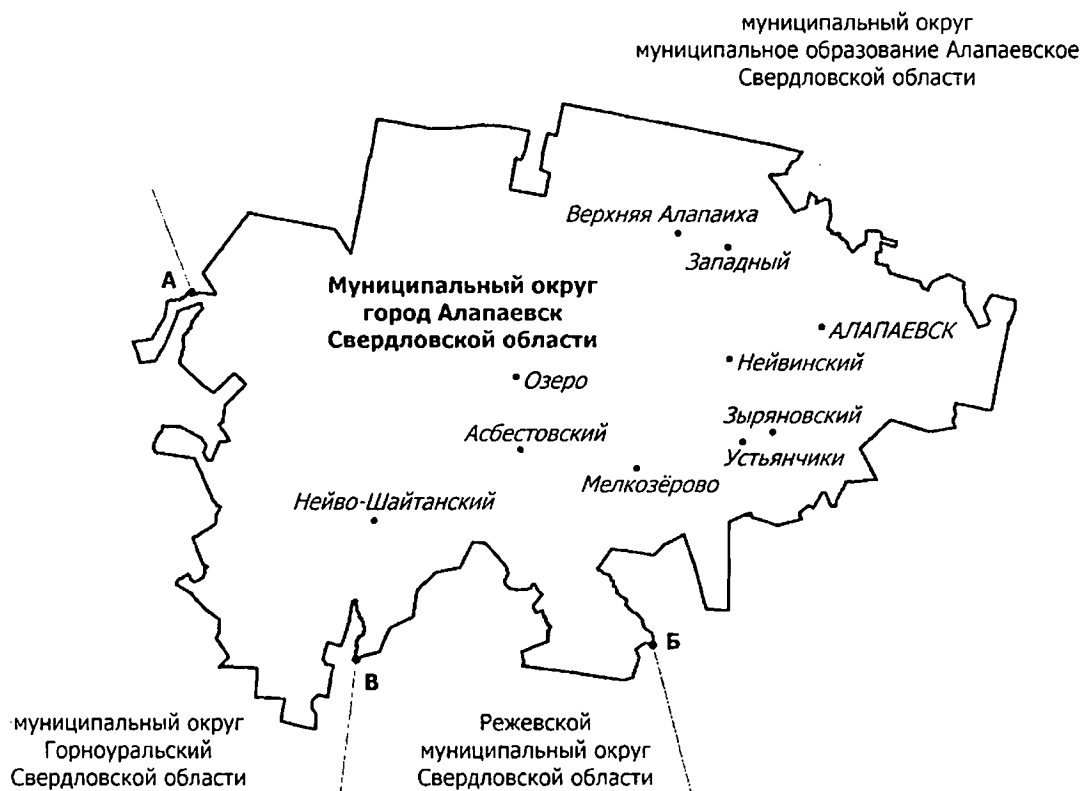 муниципальный округ
муниципальное образование Алапаевское
Свердловской области
Верхняя Алапаиха
Западный
А
Муниципальный округ
город Алапаевск
Свердловской области
АЛАПАЕВСК
Нейвинский
Озеро
Зыряновский
Асбестовский
Устьянчики
Мелкозёрово
Нейво-Шайтанский
Б
В
муниципальный округ
Горноуральский
Свердловской области
Режевской
муниципальный округ
Свердловской области